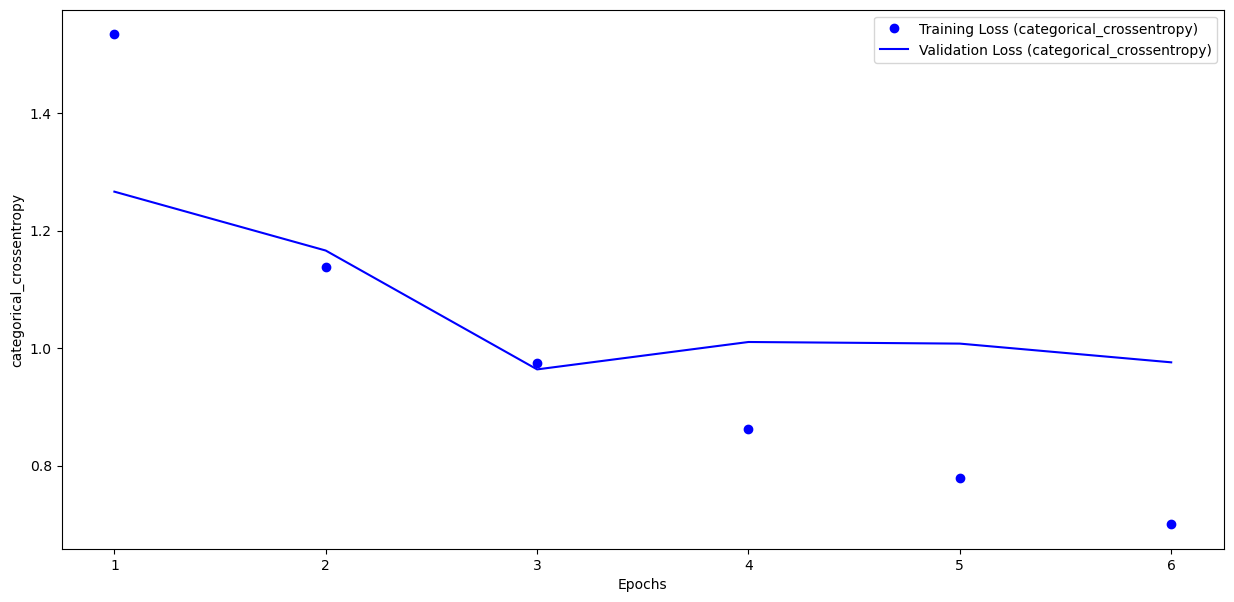 Training Loss (categorical_crossentropy)
Validation Loss (categorical_crossentropy)
categorical_crossentropy
1.4
1.2
1.0
0.8
1 2 3 4 5 6
Epochs